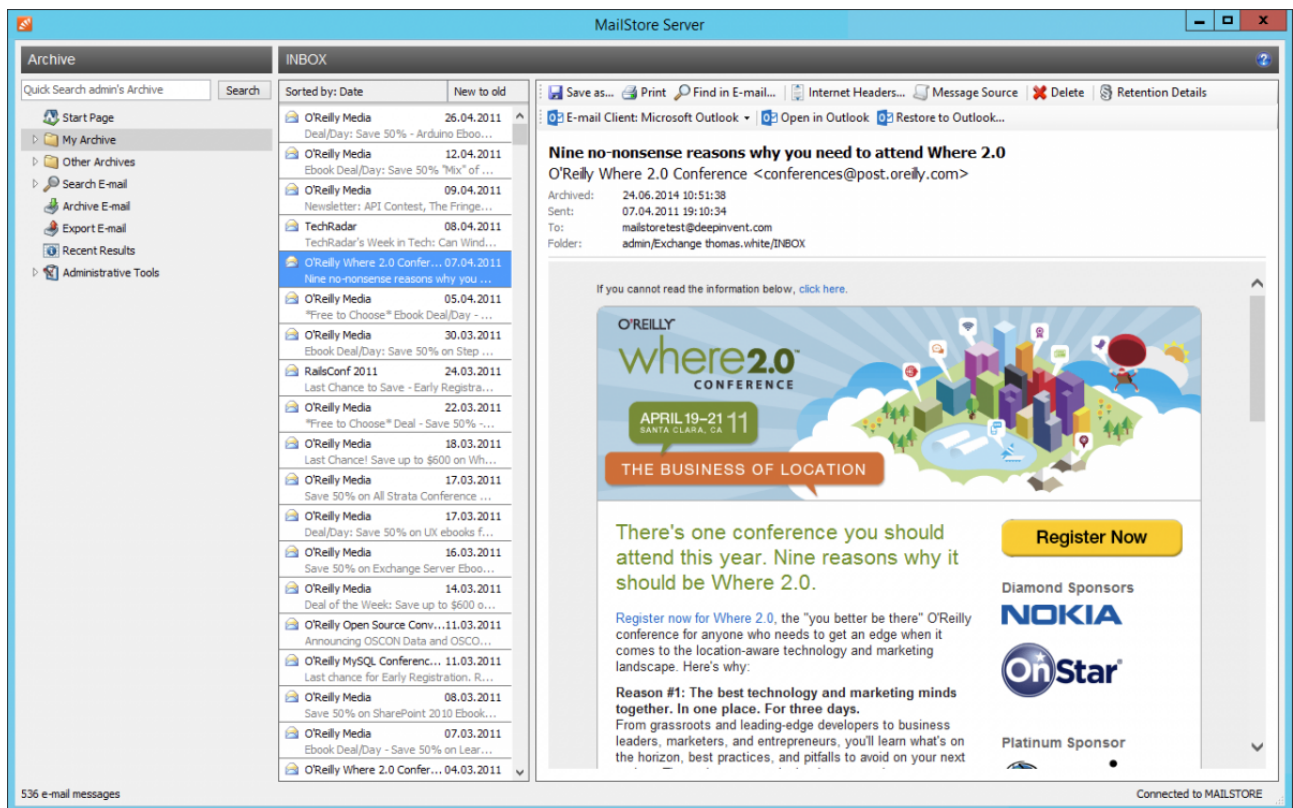 MailStore Server
Archive
INBOX
Quick Search admin's Archive
Search
Start Page
My Archive
Other Archives
Search E-mail
Archive E-mail
Export E-mail
Recent Results
Administrative Tools
Sorted by: Date
New to old
O'Reilly Media 26.04.2011
Deal/Day: Save 50% - Arduino Eboo...
O'Reilly Media 12.04.2011
Ebook Deal/Day: Save 50% "Mix" of ...
O'Reilly Media 09.04.2011
Newsletter: API Contest, The Fringe...
TechRadar 08.04.2011
TechRadar's Week in Tech: Can Wind...
O'Reilly Where 2.0 Confer... 07.04.2011
Nine no-nonsense reasons why you ...
O'Reilly Media 05.04.2011
"Free to Choose" Ebook Deal/Day - ...
O'Reilly Media 30.03.2011
Ebook Deal/Day: Save 50% on Step ...
RailsConf 2011 24.03.2011
Last Chance to Save - Early Registra...
O'Reilly Media 22.03.2011
"Free to Choose" Deal - Save 50% -...
O'Reilly Media 18.03.2011
Last Chance! Save up to $600 on Wh...
O'Reilly Media 17.03.2011
Save 50% on All Strata Conference ...
O'Reilly Media 17.03.2011
Deal/Day: Save 50% on UX ebooks f...
O'Reilly Media 16.03.2011
Save 50% on Exchange Server Eboo...
O'Reilly Media 14.03.2011
Deal of the Week: Save up to $600 o...
O'Reilly Open Source Conv...11.03.2011
Announcing OSCON Data and OSCO...
O'Reilly MySQL Conferenc... 11.03.2011
Last chance for Early Registration. R...
O'Reilly Media 08.03.2011
Save 50% on SharePoint 2010 Ebook...
O'Reilly Media 07.03.2011
Ebook Deal/Day - Save 50% on Lear...
O'Reilly Where 2.0 Confer... 04.03.2011
Save as... Print Find in E-mail... Internet Headers... Message Source Delete Retention Details
E-mail Client: Microsoft Outlook Open in Outlook Restore to Outlook...
Nine no-nonsense reasons why you need to attend Where 2.0
O'Reilly Where 2.0 Conference <conferences@post.oreilly.com>
Archived: 24.06.2014 10:51:38
Sent: 07.04.2011 19:10:34
To: mailstoretest@deepinvent.com
Folder: admin/Exchange thomas.white/INBOX
If you cannot read the information below, click here.
O'REILLY
where2.0™
CONFERENCE
APRIL 19-21 11
SANTA CLARA, CA
THE BUSINESS OF LOCATION
There's one conference you should
attend this year. Nine reasons why it
should be Where 2.0.
Register now for Where 2.0, the "you better be there" O'Reilly
conference for anyone who needs to get an edge when it
comes to the location-aware technology and marketing
landscape. Here's why:
Reason #1: The best technology and marketing minds
together. In one place. For three days.
From grassroots and leading-edge developers to business
leaders, marketers, and entrepreneurs, you'll learn what's on
the horizon, best practices, and pitfalls to avoid on your next
Register Now
Diamond Sponsors
NOKIA
OnStar
Platinum Sponsor
536 e-mail messages
Connected to MAILSTORE